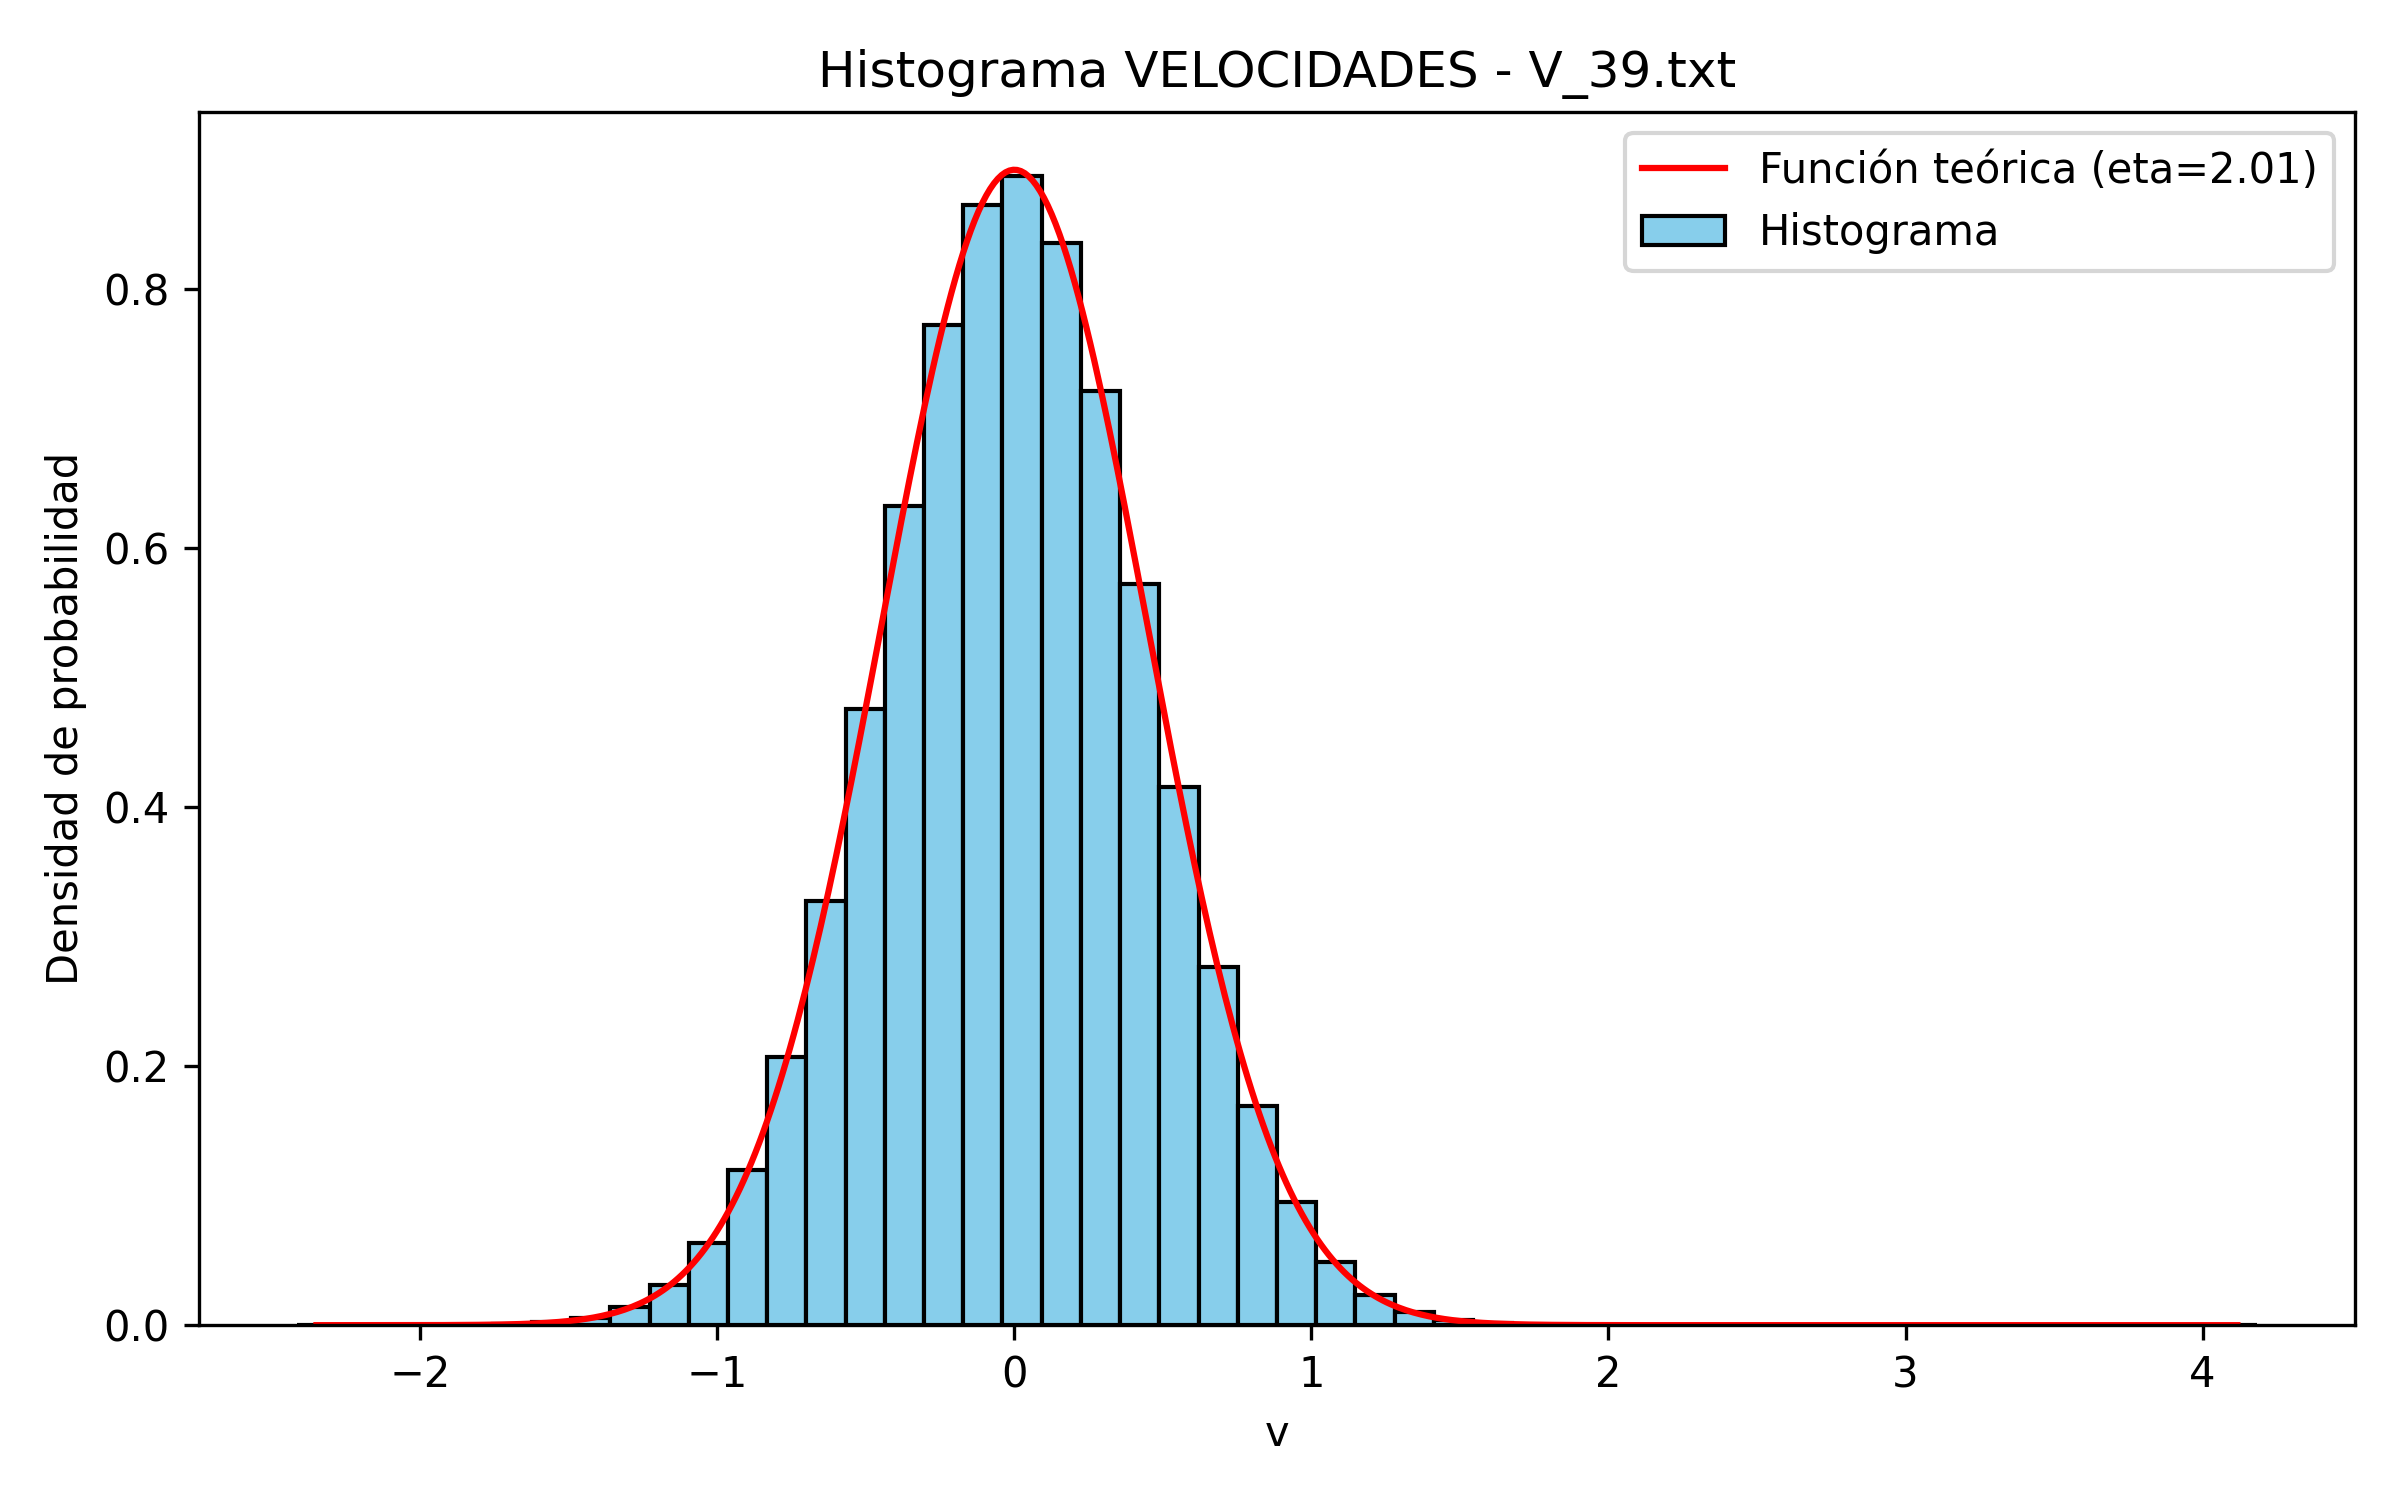 Histograma VELOCIDADES - V_39.txt
Función teórica (eta=2.01)
Histograma
Densidad de probabilidad
0.8
0.6
0.4
0.2
0.0
−2 −1 0 1 2 3 4
v